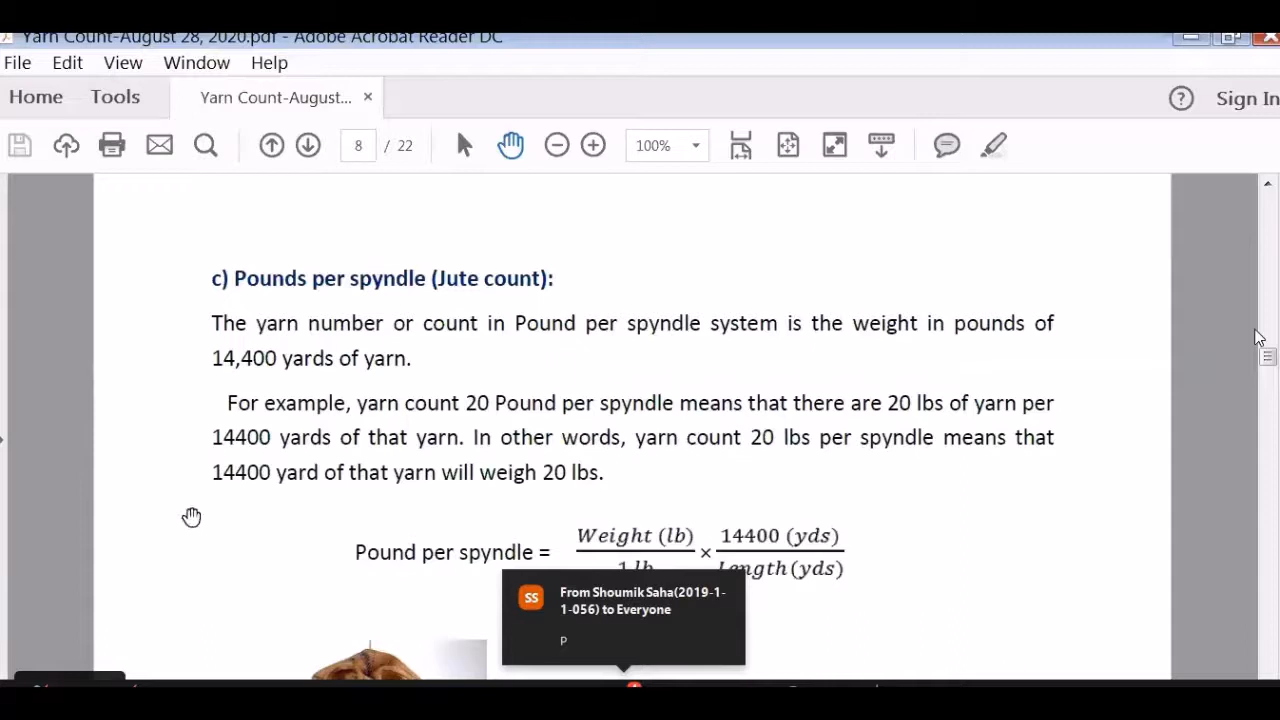 Yarn Count-August 28, 2020.pdf - Adobe Acrobat Reader DC
File Edit View Window Help
Home Tools Yarn Count-August... × ? Sign In
8 / 22 100%
c) Pounds per spyndle (Jute count):
The yarn number or count in Pound per spyndle system is the weight in pounds of
14,400 yards of yarn.
For example, yarn count 20 Pound per spyndle means that there are 20 lbs of yarn per
14400 yards of that yarn. In other words, yarn count 20 lbs per spyndle means that
14400 yard of that yarn will weigh 20 lbs.
Weight (lb) 14400 (yds)
Pound per spyndle = ×
1 lb Length(yds)
SS From Shoumik Saha(2019-1-
1-056) to Everyone
P